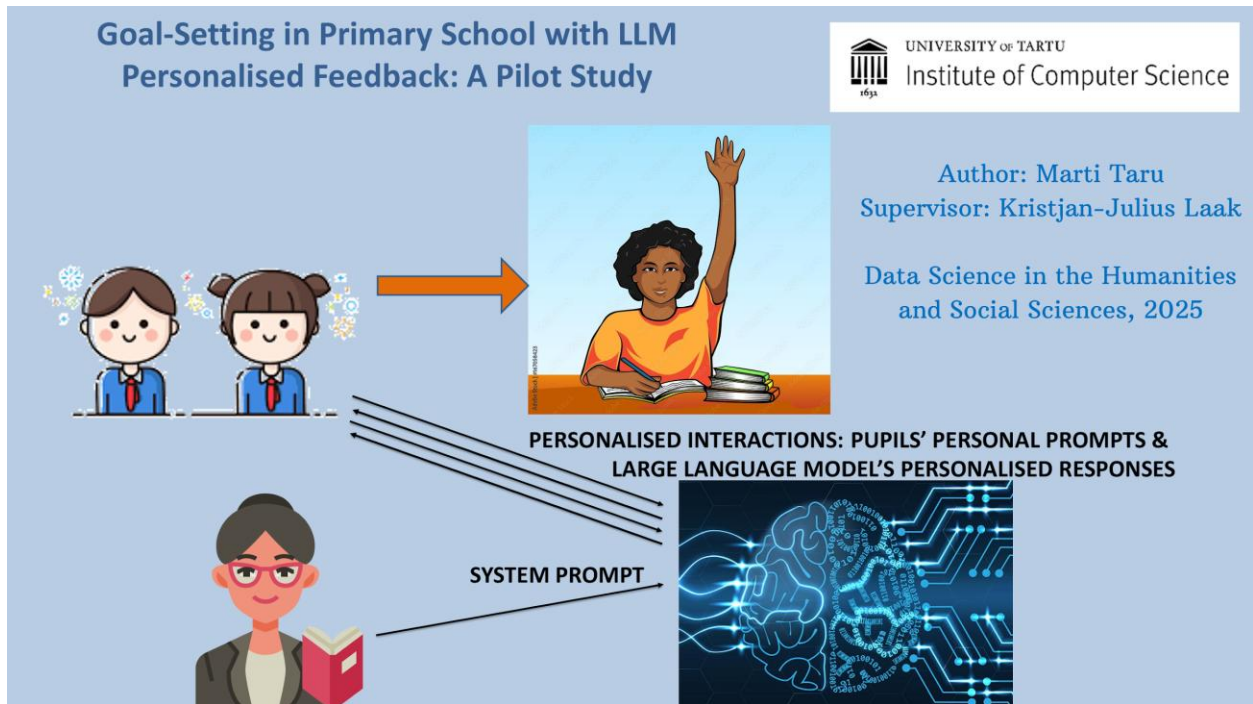 Goal-Setting in Primary School with LLM
Personalised Feedback: A Pilot Study
UNIVERSITY OF TARTU
Institute of Computer Science
1632
Author: Marti Taru
Supervisor: Kristjan-Julius Laak
Data Science in the Humanities
and Social Sciences, 2025
PERSONALISED INTERACTIONS: PUPILS’ PERSONAL PROMPTS &
LARGE LANGUAGE MODEL’S PERSONALISED RESPONSES
SYSTEM PROMPT